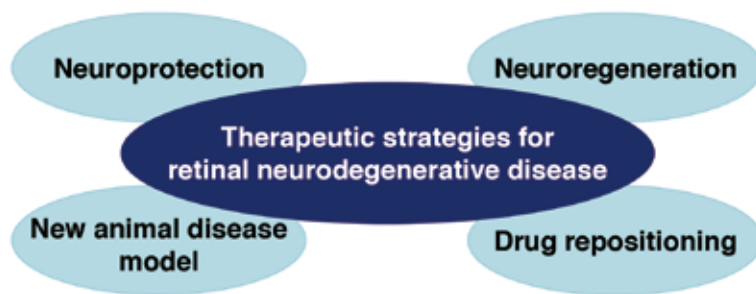 Neuroprotection
Neuroregeneration
Therapeutic strategies for
retinal neurodegenerative disease
New animal disease
model
Drug repositioning